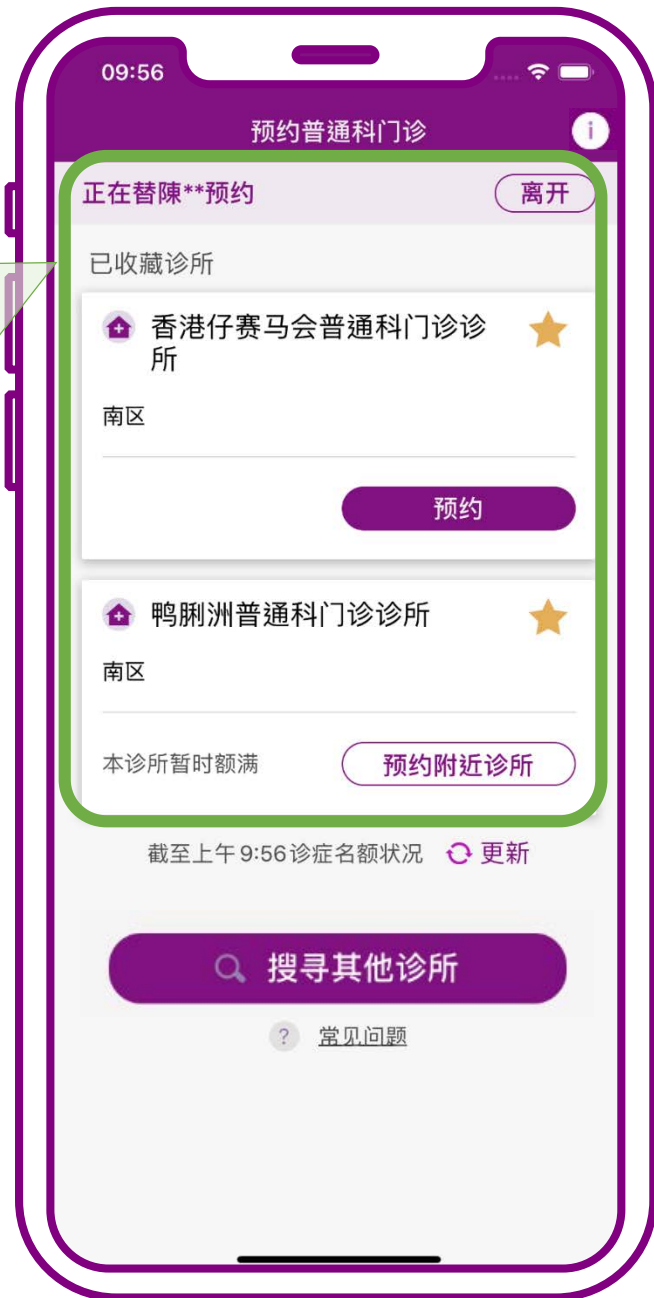 09:56
预约普通科门诊
i
正在替陳**预约
离开
已收藏诊所
香港仔赛马会普通科门诊诊
所
南区
预约
鸭脷洲普通科门诊诊所
南区
本诊所暂时额满
预约附近诊所
截至上午9:56诊症名额状况
更新
搜寻其他诊所
? 常见问题